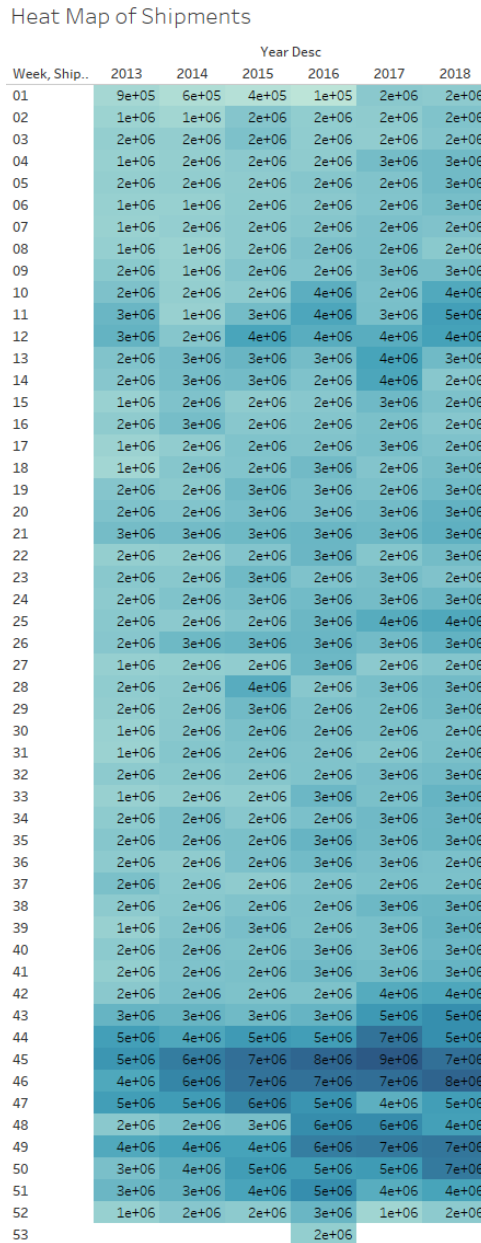 Heat Map of Shipments
Year Desc
Week, Ship.. 2013 2014 2015 2016 2017 2018
01 9e+05 6e+05 4e+05 1e+05 2e+06 2e+06
02 1e+06 1e+06 2e+06 2e+06 2e+06 2e+06
03 2e+06 2e+06 2e+06 2e+06 2e+06 2e+06
04 1e+06 2e+06 2e+06 2e+06 3e+06 3e+06
05 2e+06 2e+06 2e+06 2e+06 2e+06 3e+06
06 1e+06 1e+06 2e+06 2e+06 2e+06 3e+06
07 1e+06 2e+06 2e+06 2e+06 2e+06 2e+06
08 1e+06 1e+06 2e+06 2e+06 2e+06 2e+06
09 2e+06 1e+06 2e+06 2e+06 3e+06 3e+06
10 2e+06 2e+06 2e+06 4e+06 2e+06 4e+06
11 3e+06 1e+06 3e+06 4e+06 3e+06 5e+06
12 3e+06 2e+06 4e+06 4e+06 4e+06 4e+06
13 2e+06 3e+06 3e+06 3e+06 4e+06 3e+06
14 2e+06 3e+06 3e+06 2e+06 4e+06 2e+06
15 1e+06 2e+06 2e+06 2e+06 3e+06 2e+06
16 2e+06 3e+06 2e+06 2e+06 2e+06 2e+06
17 1e+06 2e+06 2e+06 2e+06 3e+06 2e+06
18 1e+06 2e+06 2e+06 3e+06 2e+06 3e+06
19 2e+06 2e+06 3e+06 3e+06 2e+06 3e+06
20 2e+06 2e+06 2e+06 3e+06 3e+06 3e+06
21 3e+06 3e+06 3e+06 3e+06 3e+06 3e+06
22 2e+06 2e+06 2e+06 3e+06 2e+06 3e+06
23 2e+06 2e+06 3e+06 2e+06 3e+06 2e+06
24 2e+06 2e+06 3e+06 3e+06 3e+06 3e+06
25 2e+06 2e+06 2e+06 3e+06 4e+06 4e+06
26 2e+06 3e+06 3e+06 3e+06 3e+06 3e+06
27 1e+06 2e+06 2e+06 3e+06 2e+06 2e+06
28 2e+06 2e+06 4e+06 2e+06 3e+06 3e+06
29 2e+06 2e+06 3e+06 2e+06 2e+06 3e+06
30 1e+06 2e+06 2e+06 2e+06 2e+06 2e+06
31 1e+06 2e+06 2e+06 2e+06 2e+06 2e+06
32 2e+06 2e+06 2e+06 2e+06 3e+06 3e+06
33 1e+06 2e+06 2e+06 3e+06 2e+06 3e+06
34 2e+06 2e+06 2e+06 2e+06 3e+06 3e+06
35 2e+06 2e+06 2e+06 3e+06 3e+06 3e+06
36 2e+06 2e+06 2e+06 3e+06 3e+06 2e+06
37 2e+06 2e+06 2e+06 2e+06 2e+06 2e+06
38 2e+06 2e+06 2e+06 2e+06 3e+06 3e+06
39 1e+06 2e+06 3e+06 2e+06 3e+06 3e+06
40 2e+06 2e+06 2e+06 3e+06 3e+06 3e+06
41 2e+06 2e+06 2e+06 3e+06 3e+06 3e+06
42 2e+06 2e+06 2e+06 2e+06 4e+06 4e+06
43 3e+06 3e+06 3e+06 3e+06 5e+06 5e+06
44 5e+06 4e+06 5e+06 5e+06 7e+06 5e+06
45 5e+06 6e+06 7e+06 8e+06 9e+06 7e+06
46 4e+06 6e+06 7e+06 7e+06 7e+06 8e+06
47 5e+06 5e+06 6e+06 5e+06 4e+06 5e+06
48 2e+06 2e+06 3e+06 6e+06 6e+06 4e+06
49 4e+06 4e+06 4e+06 6e+06 7e+06 7e+06
50 3e+06 4e+06 5e+06 5e+06 5e+06 7e+06
51 3e+06 3e+06 4e+06 5e+06 4e+06 4e+06
52 1e+06 2e+06 2e+06 3e+06 1e+06 2e+06
53 2e+06